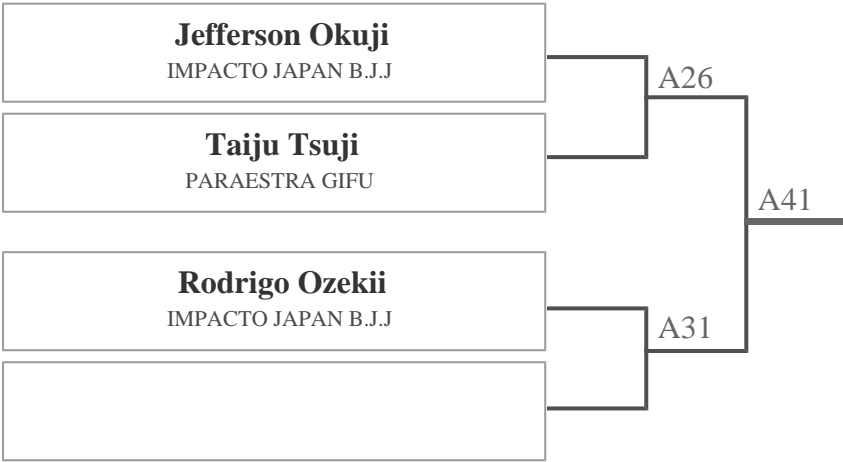 Jefferson Okuji
IMPACTO JAPAN B.J.J
A26
Taiju Tsuji
PARAESTRA GIFU
A41
Rodrigo Ozekii
IMPACTO JAPAN B.J.J
A31